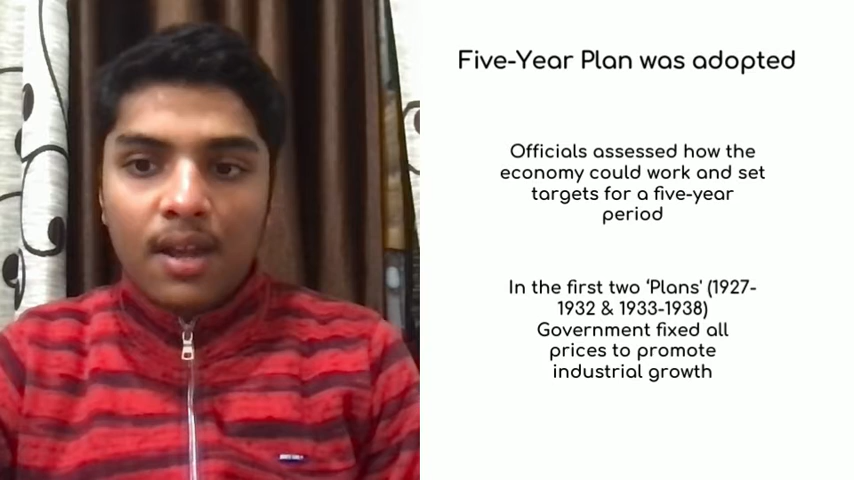 Five-Year Plan was adopted
Officials assessed how the
economy could work and set
targets for a five-year
period
In the first two ‘Plans' (1927-
1932 & 1933-1938)
Government fixed all
prices to promote
industrial growth